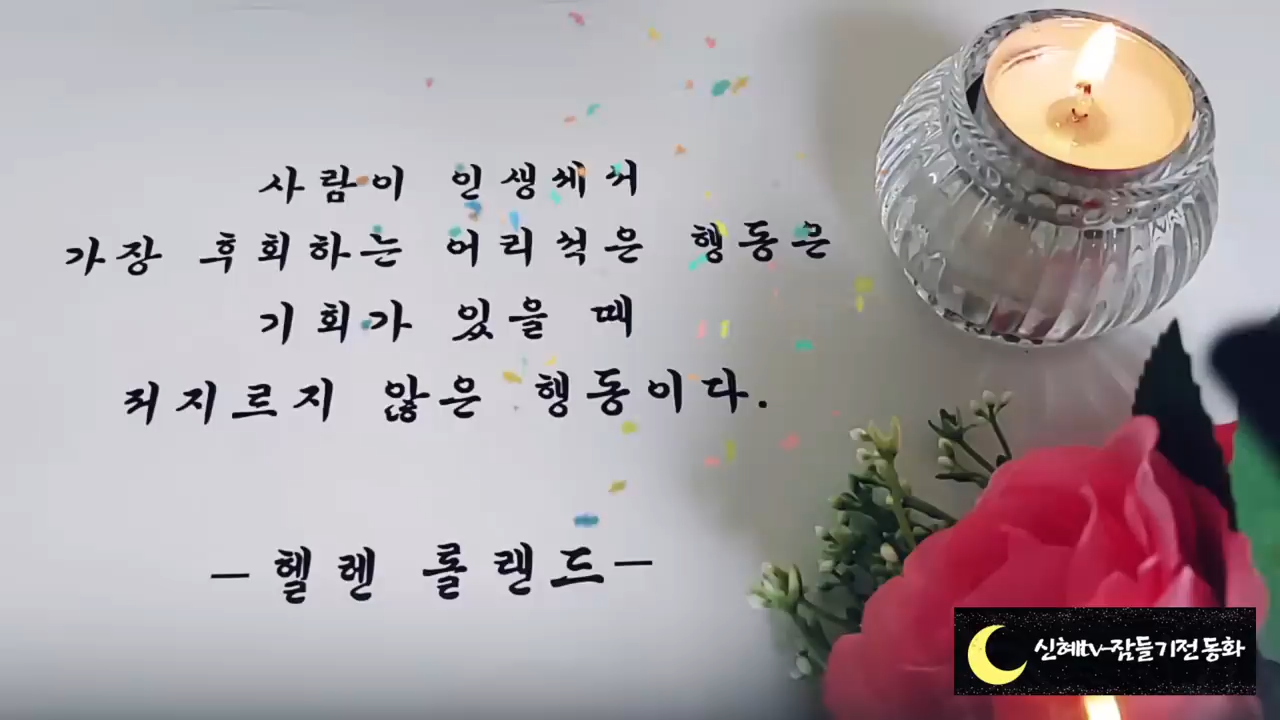 사람이 인생에서
가장 후회하는 어리석은 행동은
기회가 있을 때
저지르지 않은 행동이다.
– 헬렌 롤랜드 –
신혜tv-잠들기전동화